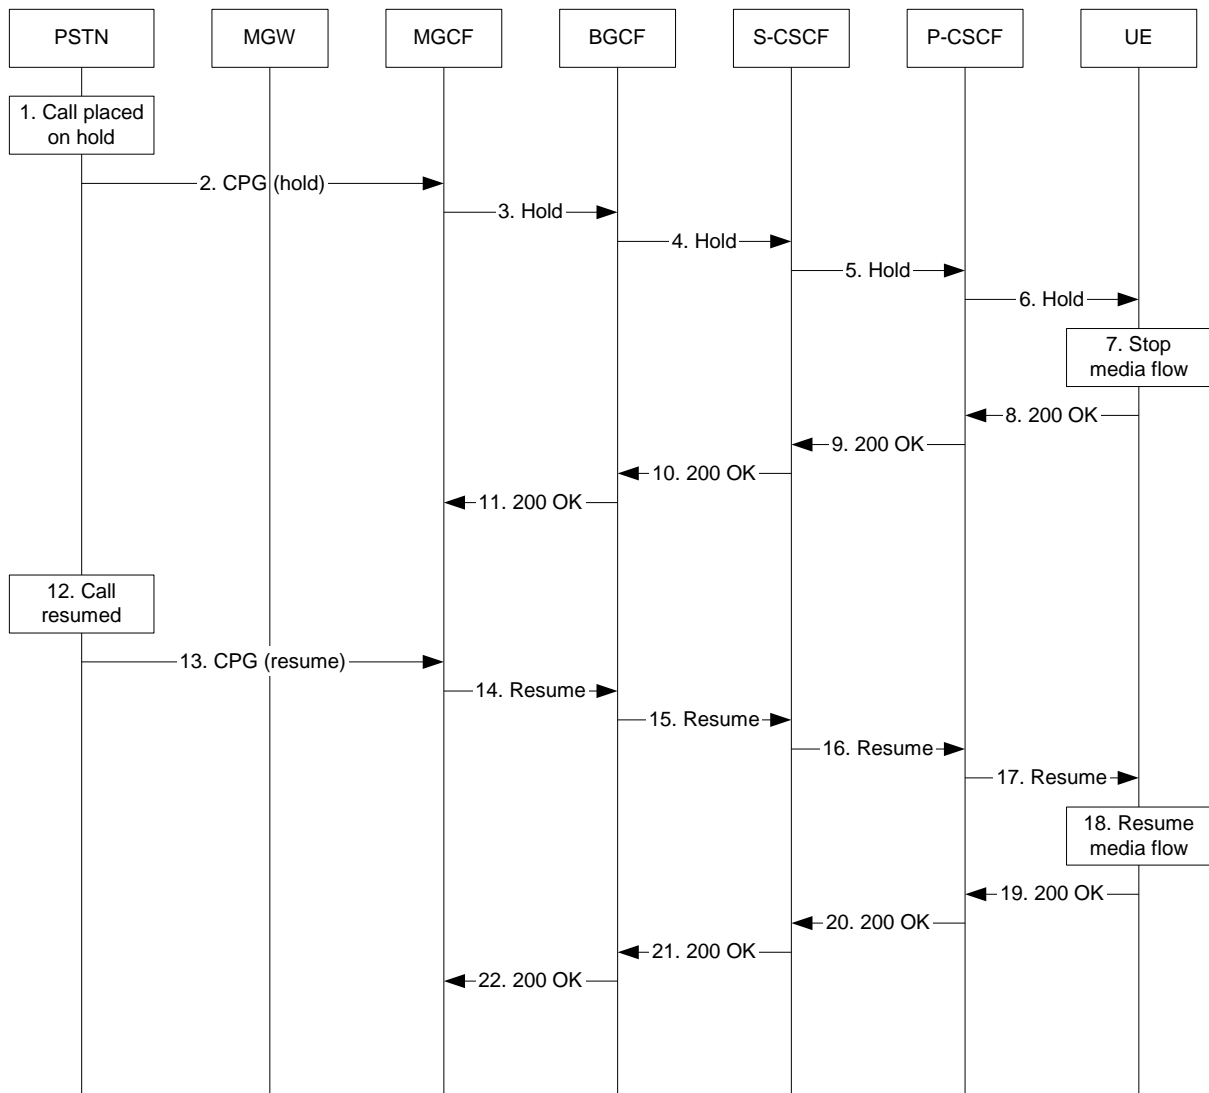 PSTN
MGW
MGCF
BGCF
S-CSCF
P-CSCF
UE
1. Call placed
on hold
2. CPG (hold)
3. Hold
4. Hold
5. Hold
6. Hold
7. Stop
media flow
8. 200 OK
9. 200 OK
10. 200 OK
11. 200 OK
12. Call
resumed
13. CPG (resume)
14. Resume
15. Resume
16. Resume
17. Resume
18. Resume
media flow
19. 200 OK
20. 200 OK
21. 200 OK
22. 200 OK